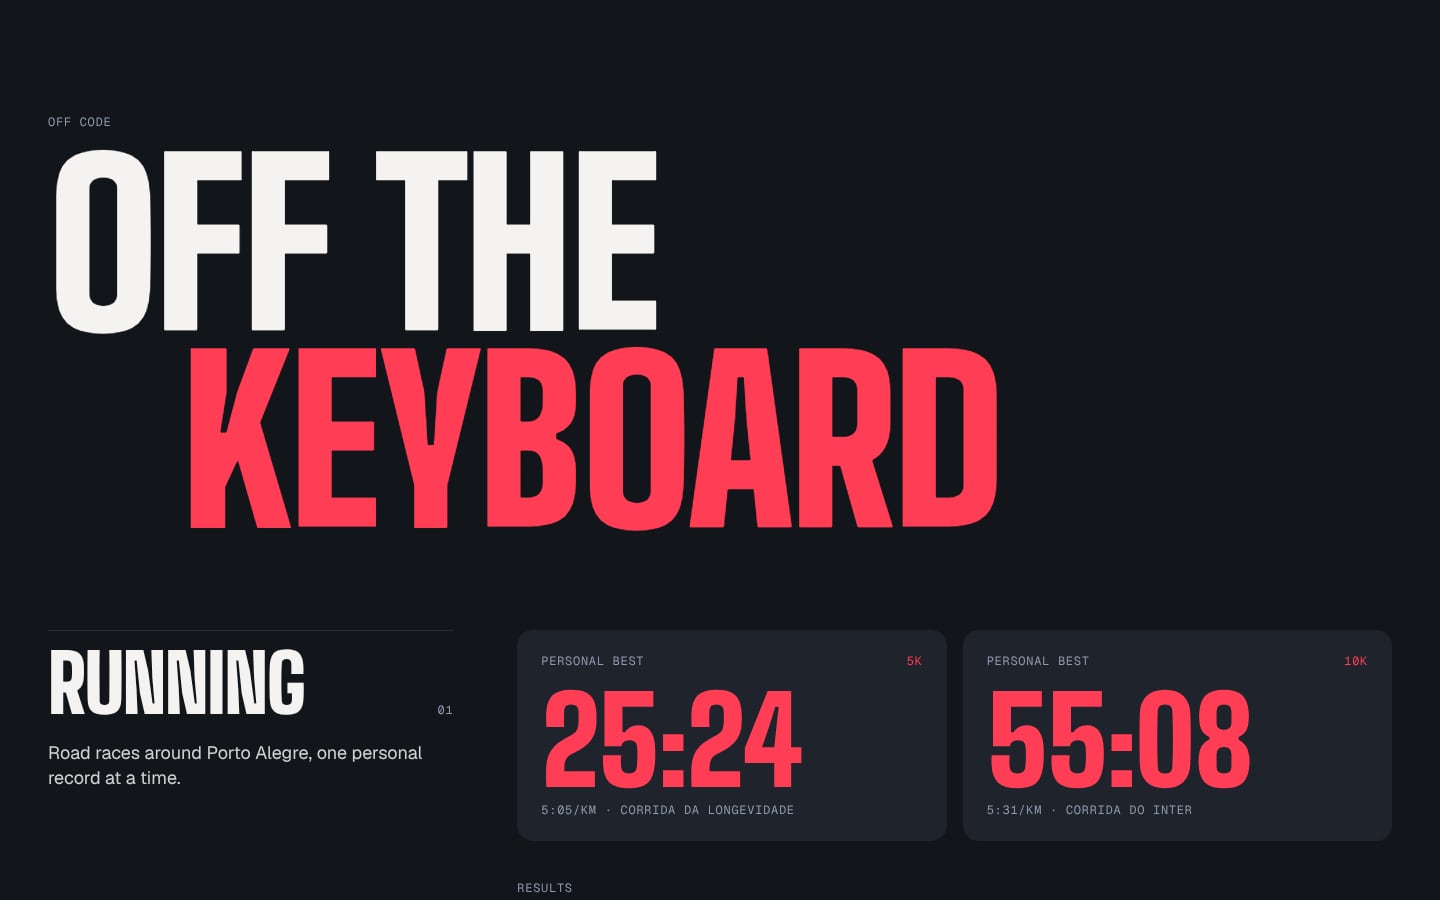 OFF CODE
OFF THE
KEYBOARD
RUNNING
01
Road races around Porto Alegre, one personal
record at a time.
PERSONAL BEST
5K
25:24
5:05/KM · CORRIDA DA LONGEVIDADE
PERSONAL BEST
10K
55:08
5:31/KM · CORRIDA DO INTER
RESULTS